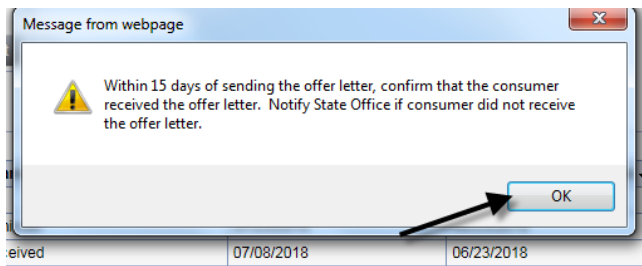 Message from webpage
Within 15 days of sending the offer letter, confirm that the consumer
received the offer letter.  Notify State Office if consumer did not receive
the offer letter.
OK
07/08/2018 06/23/2018